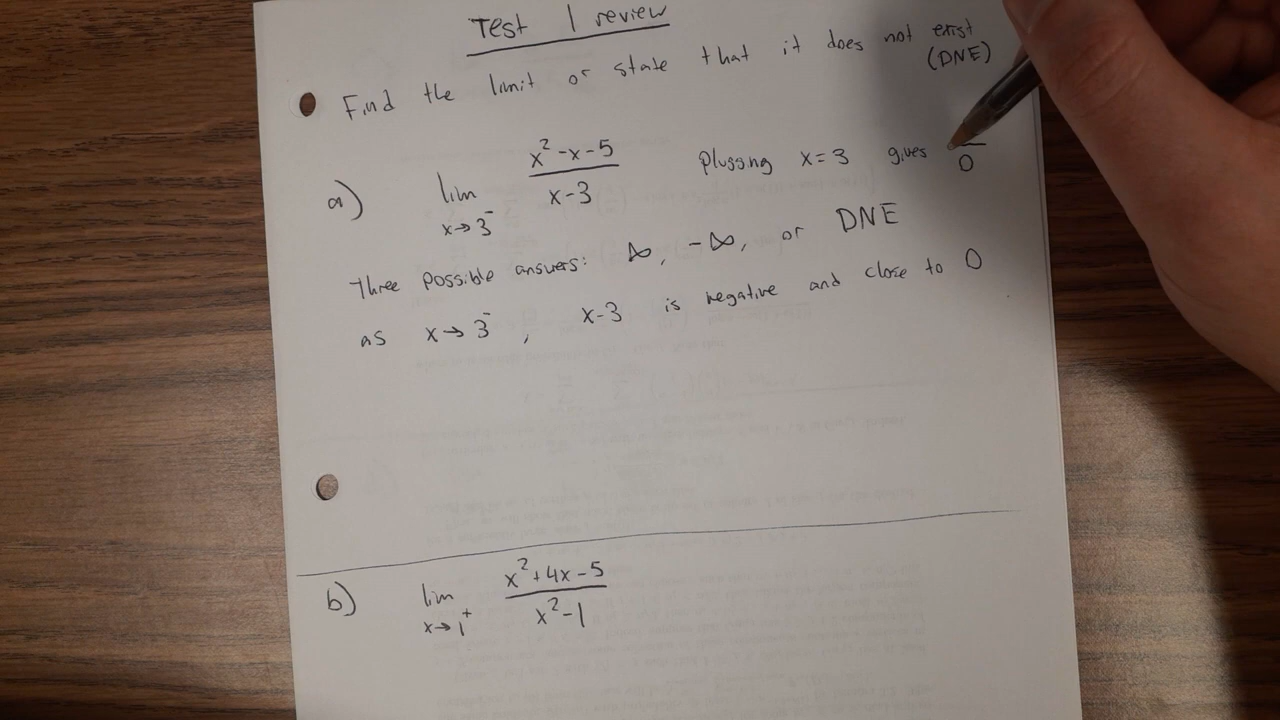 Test 1 review
Find the limit or state that it does not exist
(DNE)
a) lim x→3⁻ (x²-x-5)/(x-3) plugging x=3 gives /0
Three possible answers: ∞, -∞, or DNE
as x→3⁻, x-3 is negative and close to 0
b) lim x→1⁺ (x²+4x-5)/(x²-1)